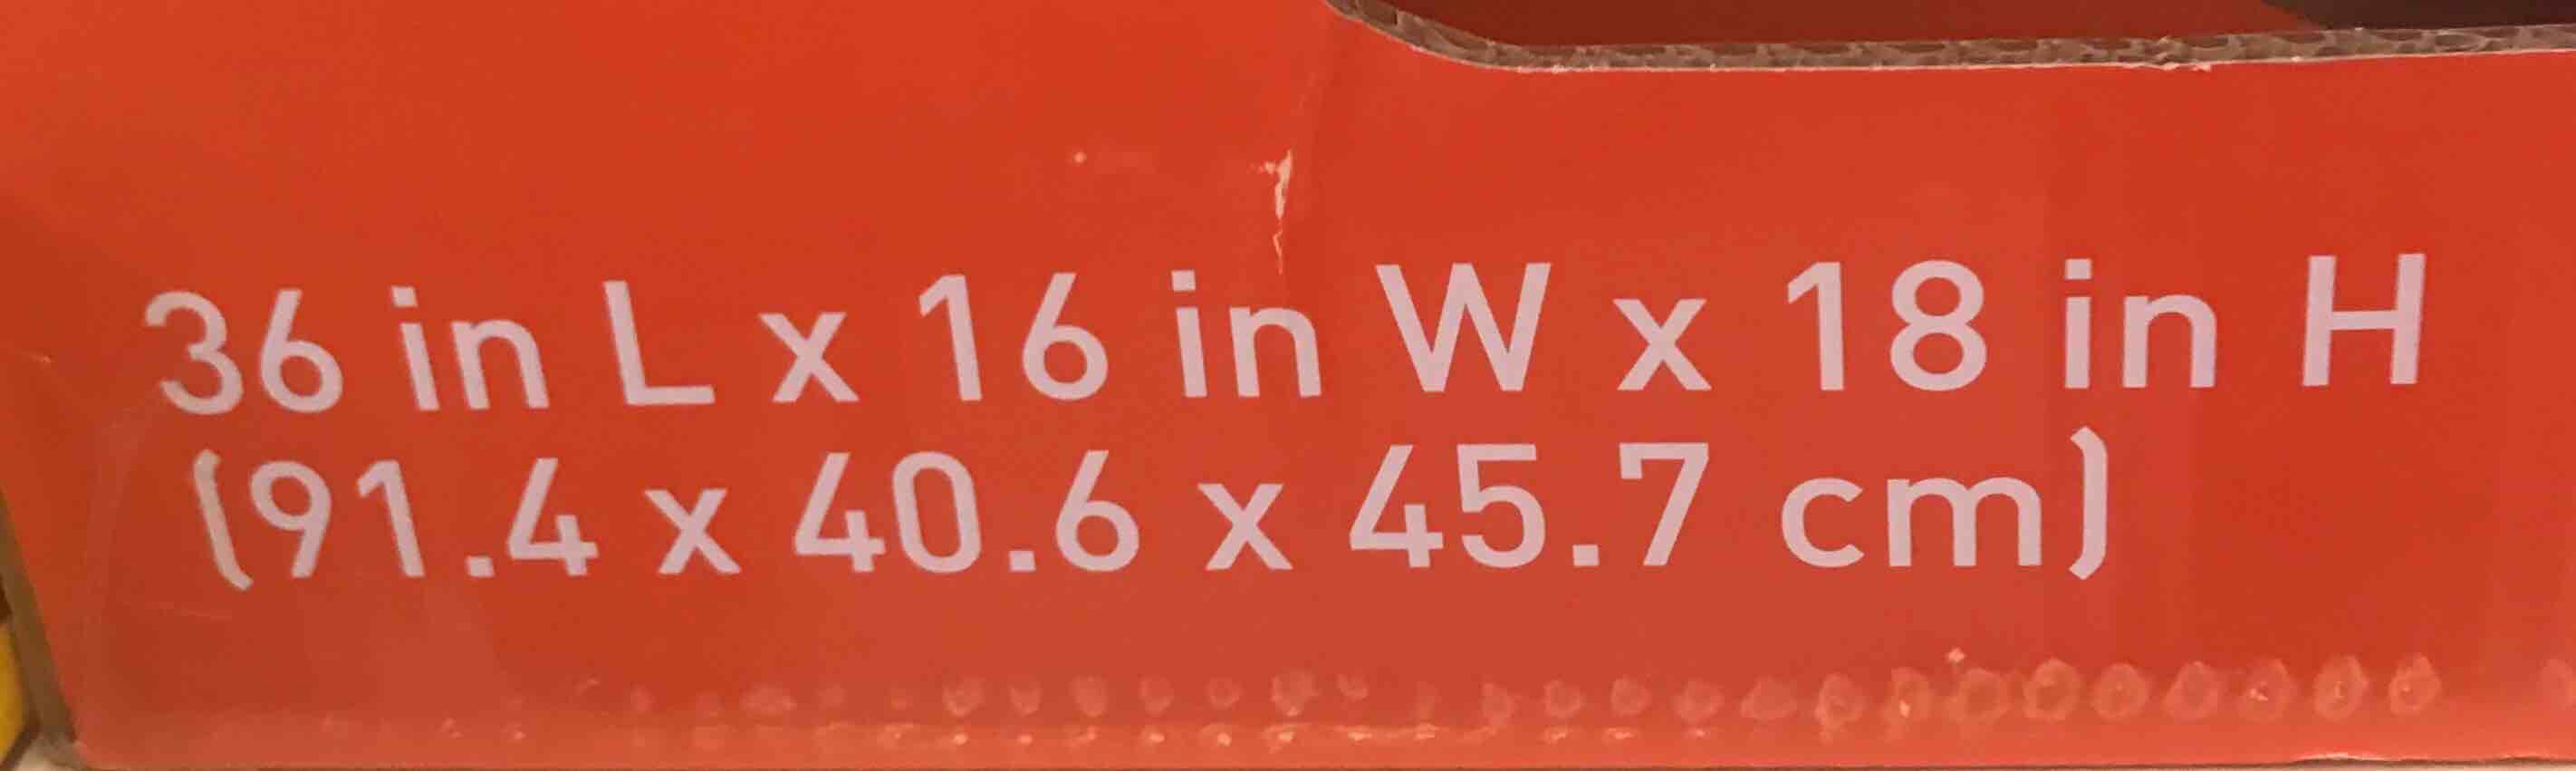 36 in L x 16 in W x 18 in H
(91.4 x 40.6 x 45.7 cm)